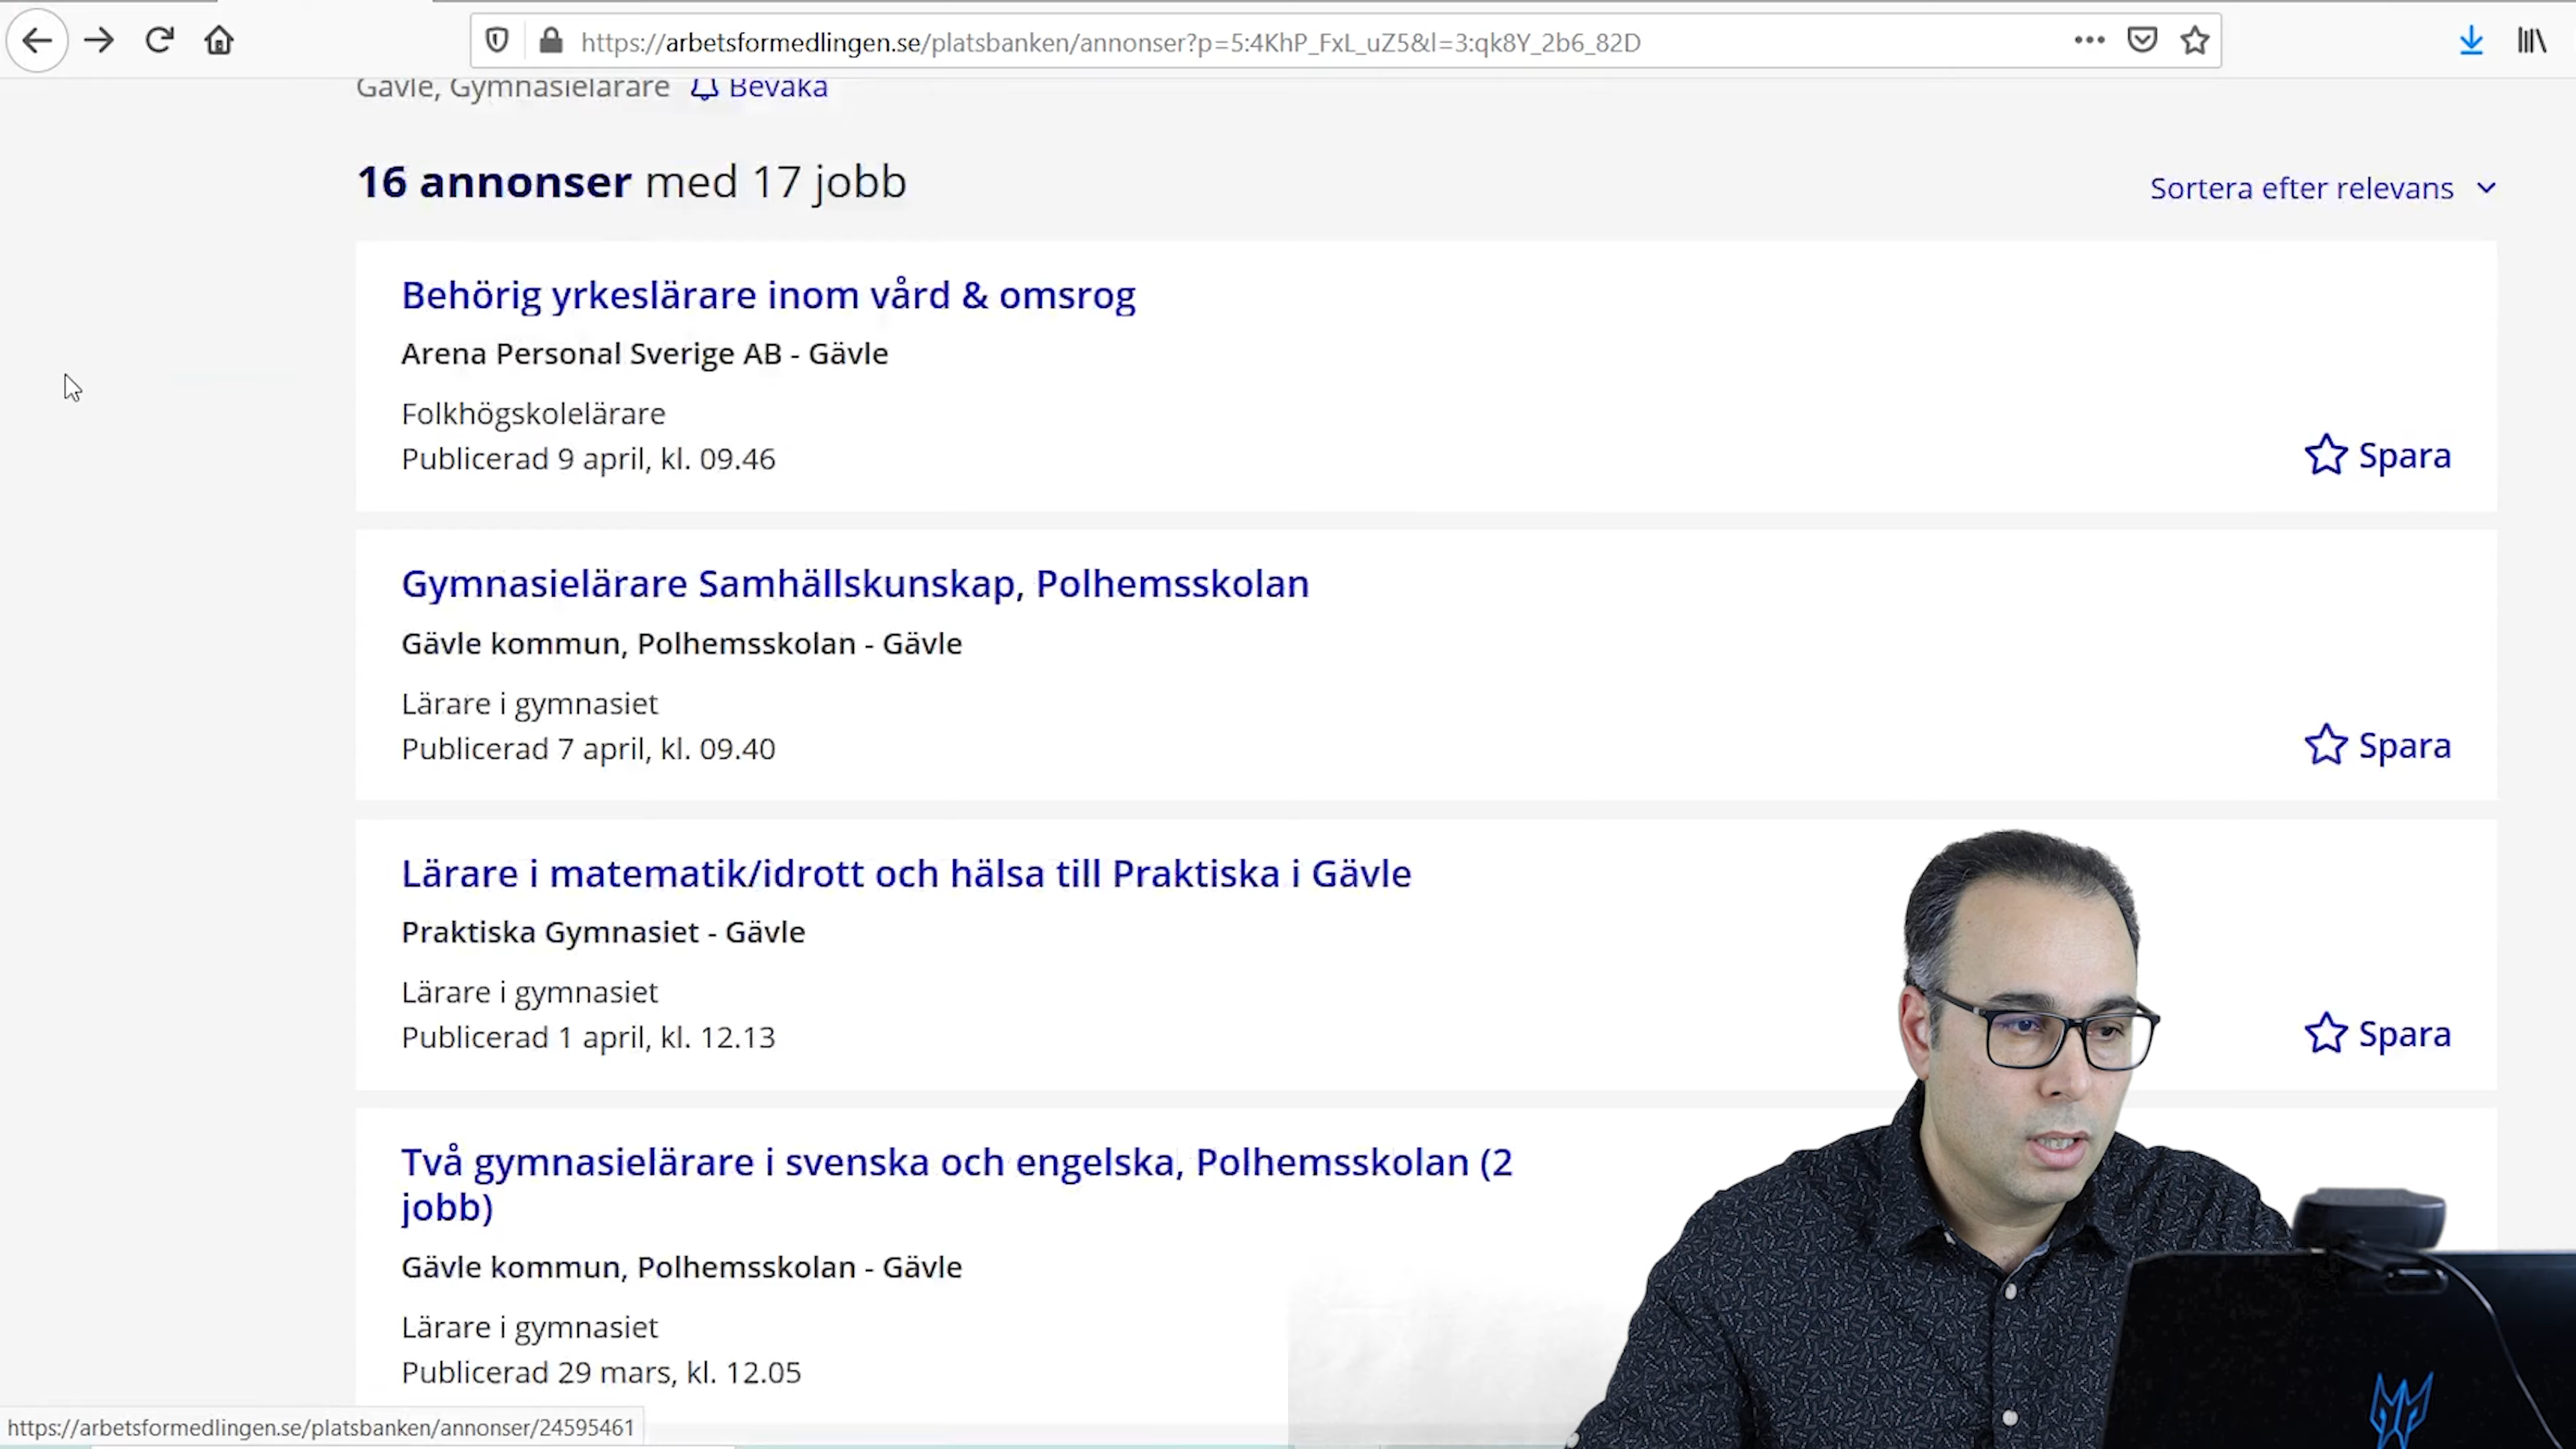 https://arbetsformedlingen.se/platsbanken/annonser?p=5:4KhP_FxL_uZ5&l=3:qk8Y_2b6_82D
Gävle, Gymnasielärare Bevaka
16 annonser med 17 jobb
Sortera efter relevans
Behörig yrkeslärare inom vård & omsrog
Arena Personal Sverige AB - Gävle
Folkhögskolelärare
Publicerad 9 april, kl. 09.46
Spara
Gymnasielärare Samhällskunskap, Polhemsskolan
Gävle kommun, Polhemsskolan - Gävle
Lärare i gymnasiet
Publicerad 7 april, kl. 09.40
Spara
Lärare i matematik/idrott och hälsa till Praktiska i Gävle
Praktiska Gymnasiet - Gävle
Lärare i gymnasiet
Publicerad 1 april, kl. 12.13
Spara
Två gymnasielärare i svenska och engelska, Polhemsskolan (2
jobb)
Gävle kommun, Polhemsskolan - Gävle
Lärare i gymnasiet
Publicerad 29 mars, kl. 12.05
https://arbetsformedlingen.se/platsbanken/annonser/24595461